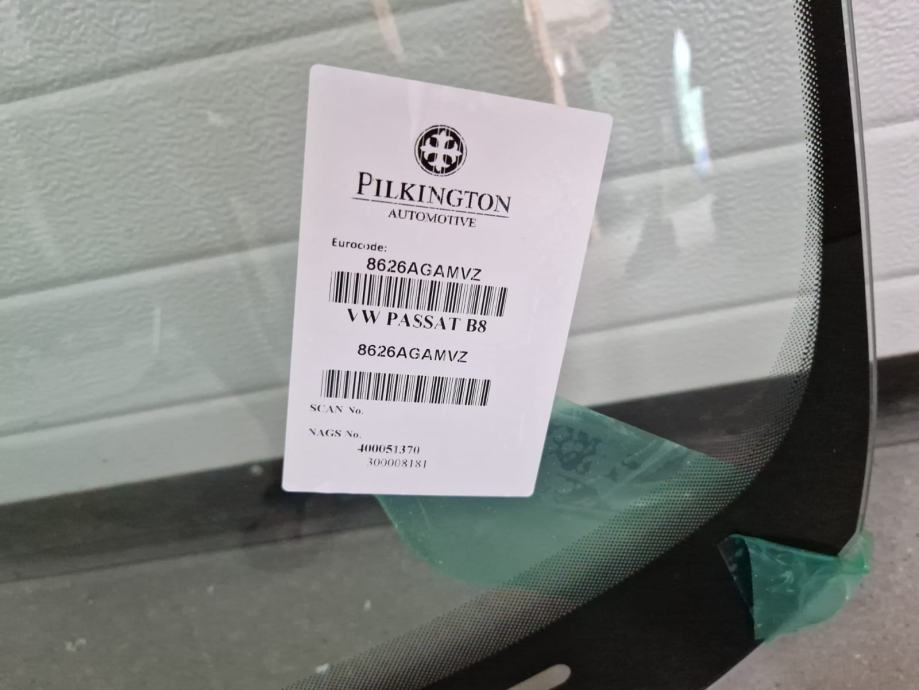 PILKINGTON
AUTOMOTIVE
Eurocode:
8626AGAMVZ
VW PASSAT B8
8626AGAMVZ
SCAN No.
NAGS No.
400051370
300008181